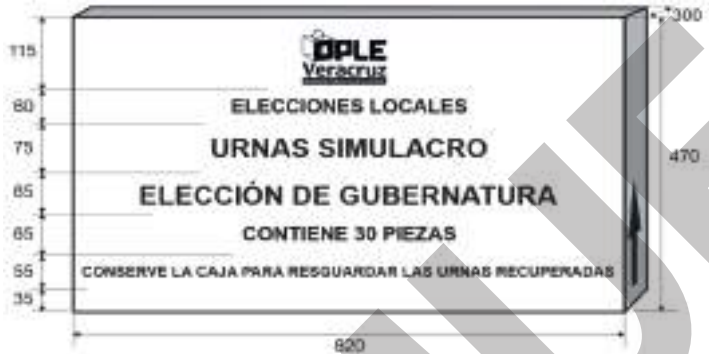 OPLE
Veracruz
ELECCIONES LOCALES
URNAS SIMULACRO
ELECCIÓN DE GUBERNATURA
CONTIENE 30 PIEZAS
CONSERVE LA CAJA PARA RESGUARDAR LAS URNAS RECUPERADAS
115
60
75
65
65
55
35
300
470
820